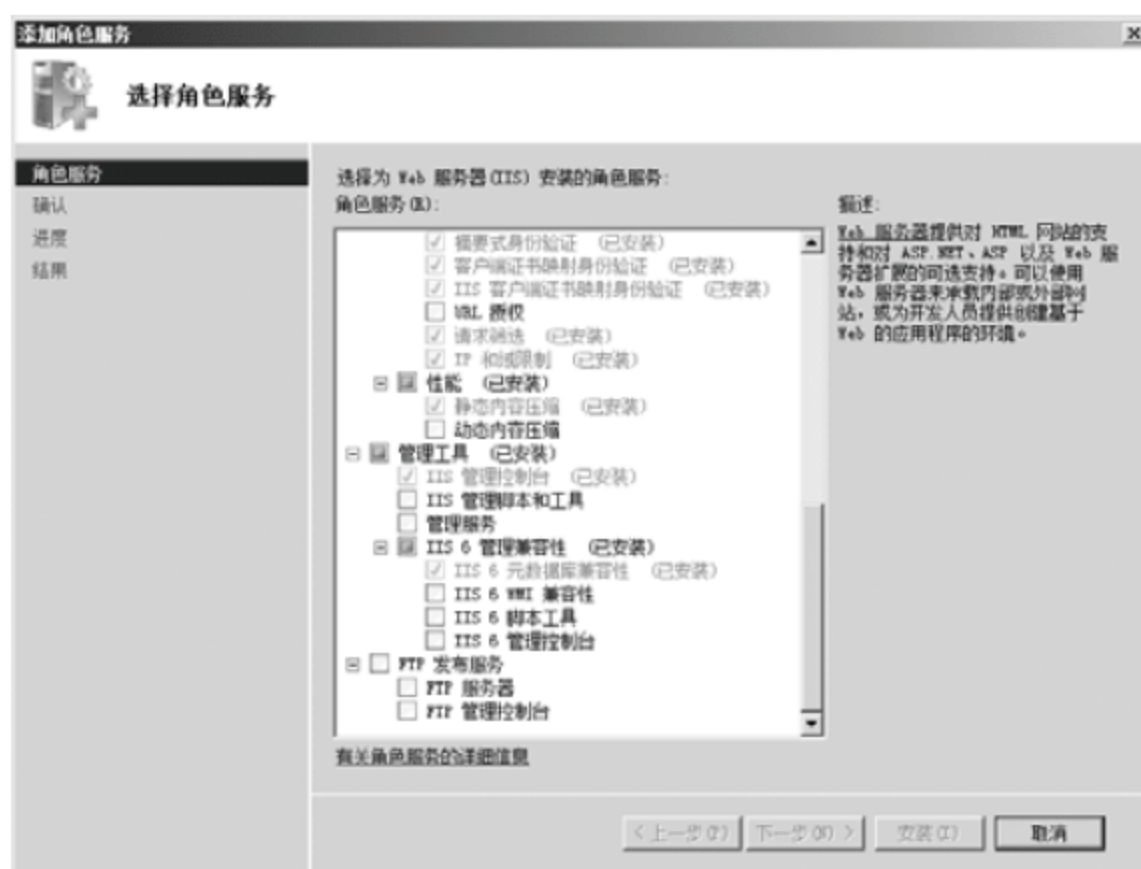 添加角色服务
选择角色服务
角色服务
确认
进度
结果
选择为 Web 服务器(IIS) 安装的角色服务:
角色服务(R):
摘要式身份验证 (已安装)
客户端证书映射身份验证 (已安装)
IIS 客户端证书映射身份验证 (已安装)
URL 授权
请求筛选 (已安装)
IP 和域限制 (已安装)
性能 (已安装)
静态内容压缩 (已安装)
动态内容压缩
管理工具 (已安装)
IIS 管理控制台 (已安装)
IIS 管理脚本和工具
管理服务
IIS 6 管理兼容性 (已安装)
IIS 6 元数据库兼容性 (已安装)
IIS 6 WMI 兼容性
IIS 6 脚本工具
IIS 6 管理控制台
FTP 发布服务
FTP 服务器
FTP 管理控制台
有关角色服务的详细信息
描述:
Web 服务器提供对 HTML 网站的支
持和对 ASP.NET、ASP 以及 Web 服
务器扩展的可选支持。可以使用
Web 服务器来承载内部或外部网
站，或为开发人员提供创建基于
Web 的应用程序的环境。
< 上一步(P)
下一步(N) >
安装(I)
取消